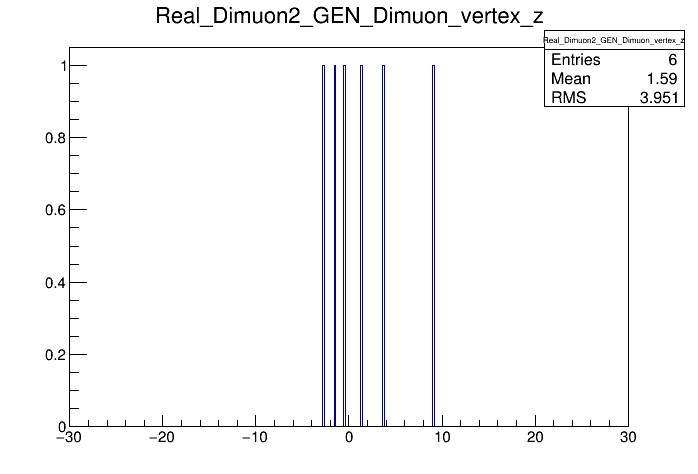 Real_Dimuon2_GEN_Dimuon_vertex_z
Real_Dimuon2_GEN_Dimuon_vertex_z
Entries 6
Mean 1.59
RMS 3.951
1
0.8
0.6
0.4
0.2
0
−30 −20 −10 0 10 20 30